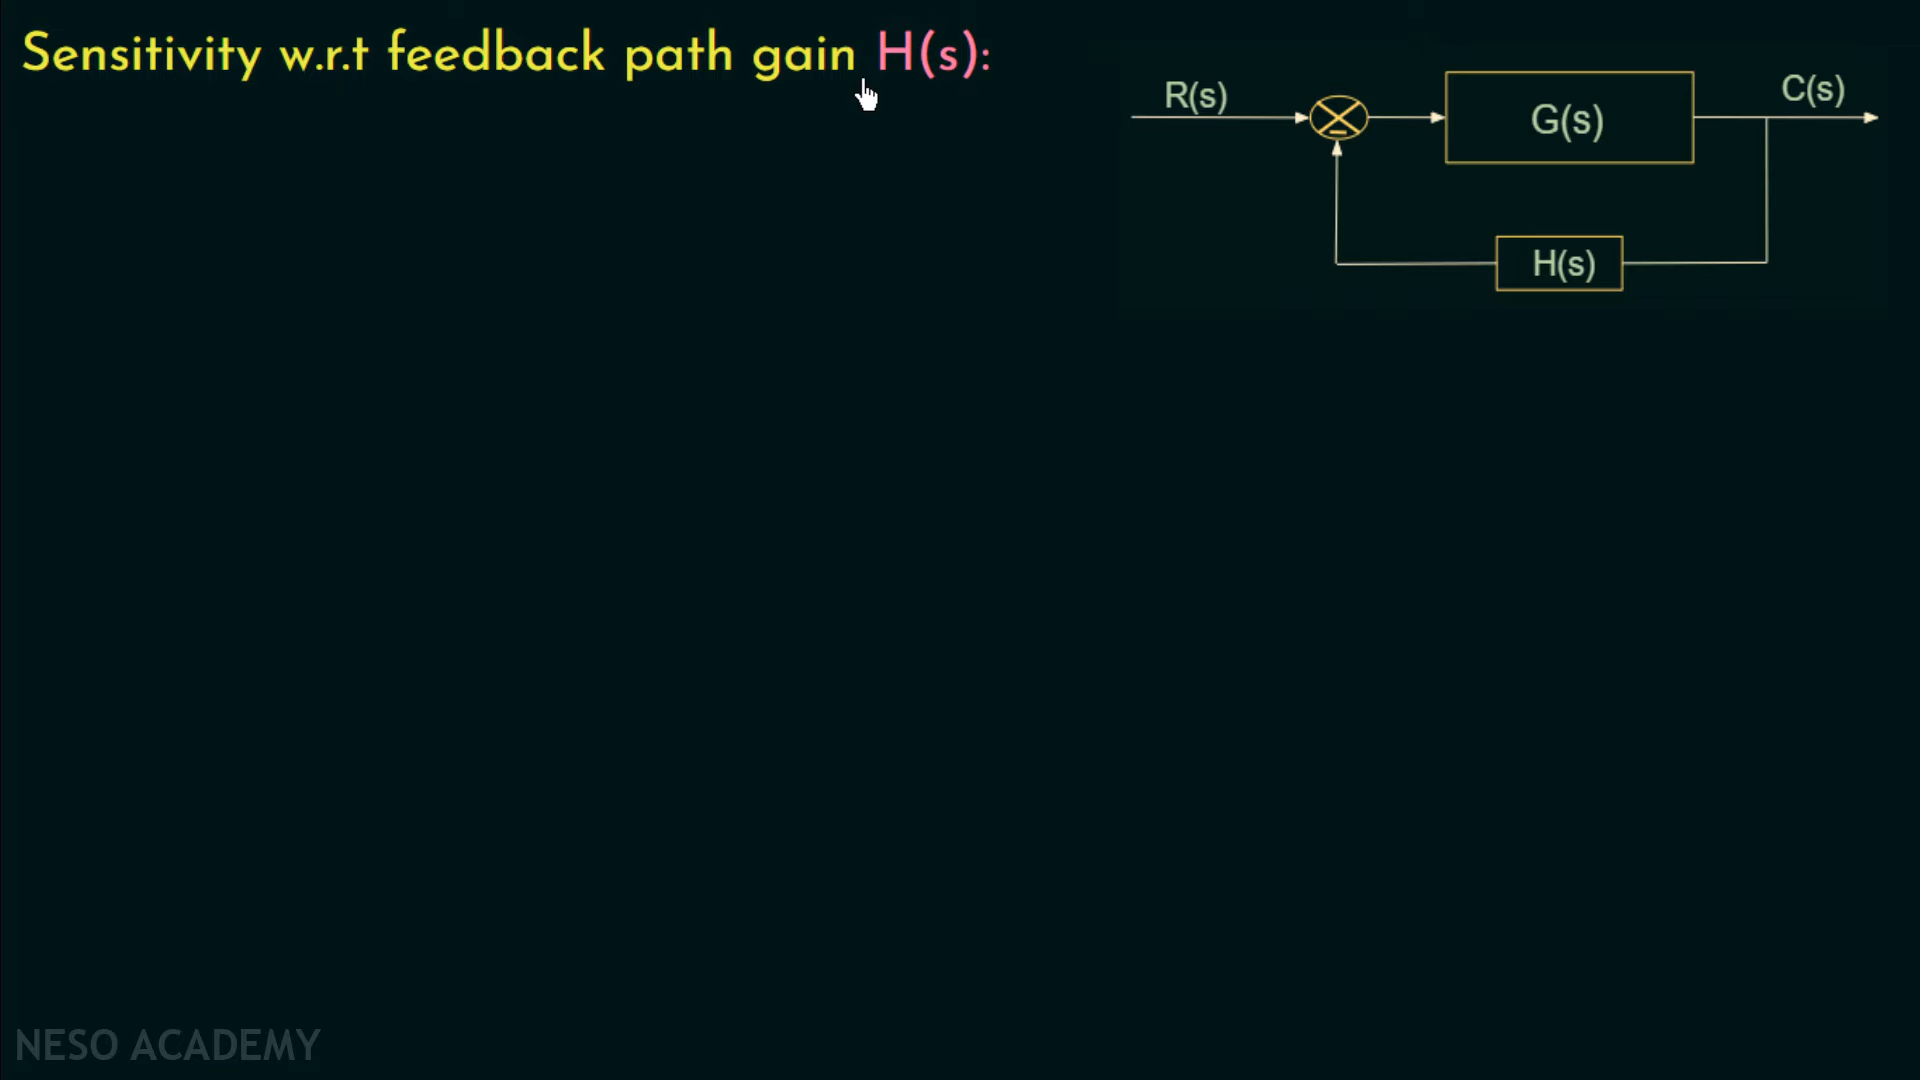 Sensitivity w.r.t feedback path gain H(s):
R(s)
G(s)
C(s)
H(s)
NESO ACADEMY